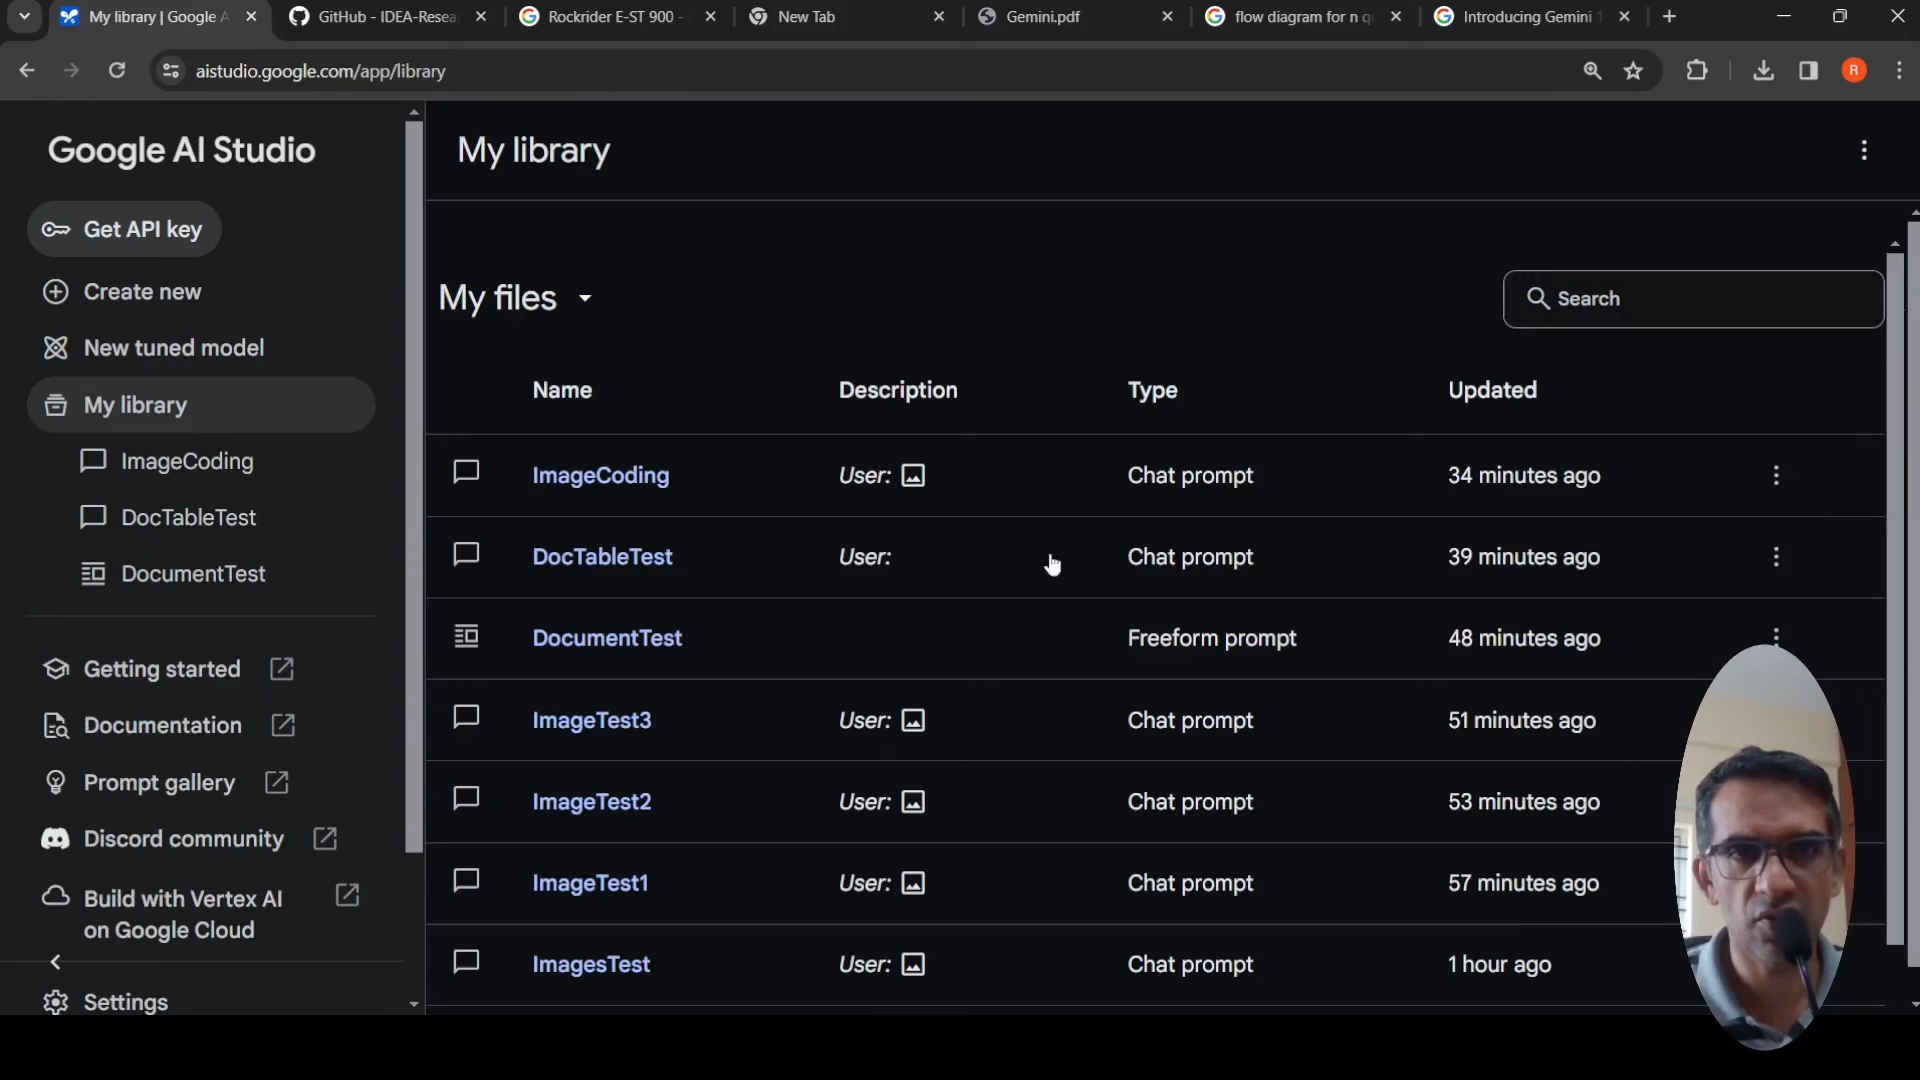 My library | Google A
GitHub - IDEA-Resea
Rockrider E-ST 900 -
New Tab
Gemini.pdf
flow diagram for n qu
Introducing Gemini 1
aistudio.google.com/app/library
R
Google AI Studio
My library
Get API key
Create new
New tuned model
My library
ImageCoding
DocTableTest
DocumentTest
Getting started
Documentation
Prompt gallery
Discord community
Build with Vertex AI
on Google Cloud
Settings
My files
Search
Name Description Type Updated
ImageCoding User: Chat prompt 34 minutes ago
DocTableTest User: Chat prompt 39 minutes ago
DocumentTest Freeform prompt 48 minutes ago
ImageTest3 User: Chat prompt 51 minutes ago
ImageTest2 User: Chat prompt 53 minutes ago
ImageTest1 User: Chat prompt 57 minutes ago
ImagesTest User: Chat prompt 1 hour ago